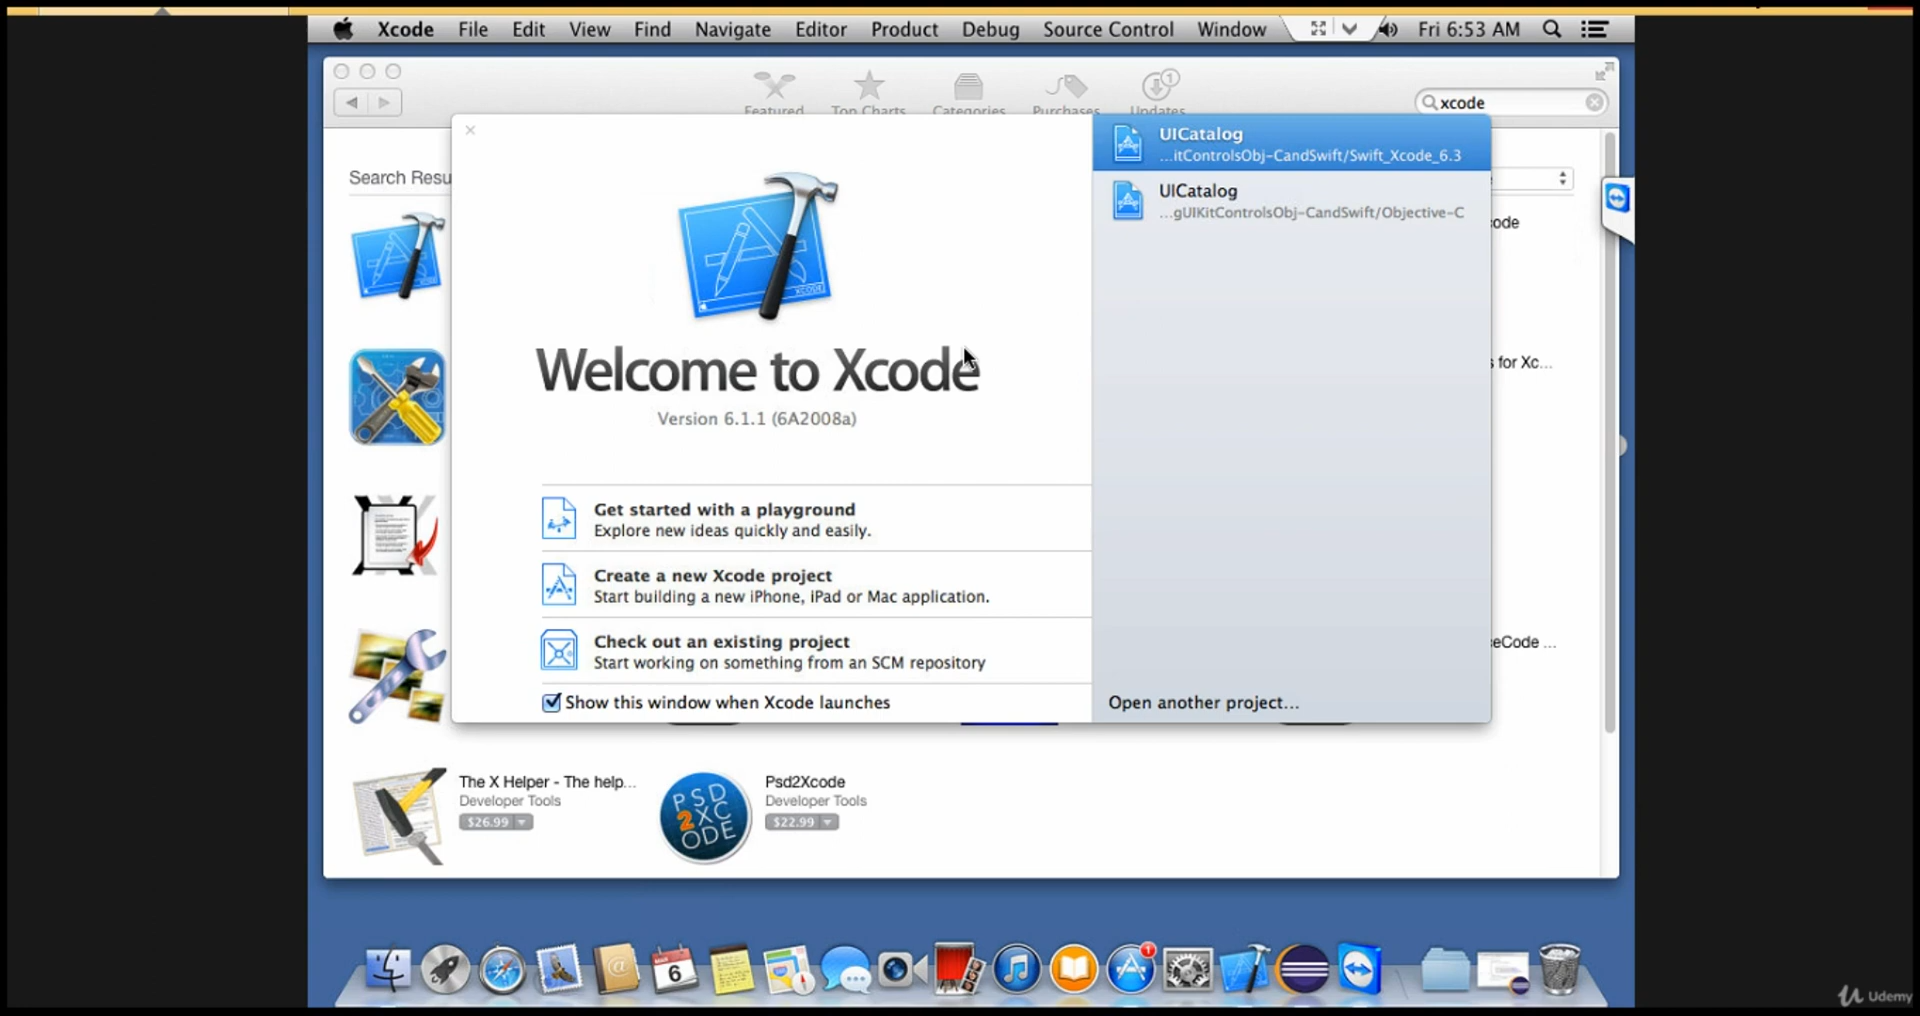 Xcode File Edit View Find Navigate Editor Product Debug Source Control Window Fri 6:53 AM
Featured Top Charts Categories Purchases Updates
1
xcode
Search Resu
UICatalog
...itControlsObj-CandSwift/Swift_Xcode_6.3
UICatalog
...gUIKitControlsObj-CandSwift/Objective-C
ode
XCODE
Welcome to Xcode
s for Xc...
Version 6.1.1 (6A2008a)
Get started with a playground
Explore new ideas quickly and easily.
Create a new Xcode project
Start building a new iPhone, iPad or Mac application.
Check out an existing project
Start working on something from an SCM repository
eCode ...
Show this window when Xcode launches
Open another project...
The X Helper - The help...
Developer Tools
$26.99
PSD
2XC
ODE
Psd2Xcode
Developer Tools
$22.99
6
1
Udemy